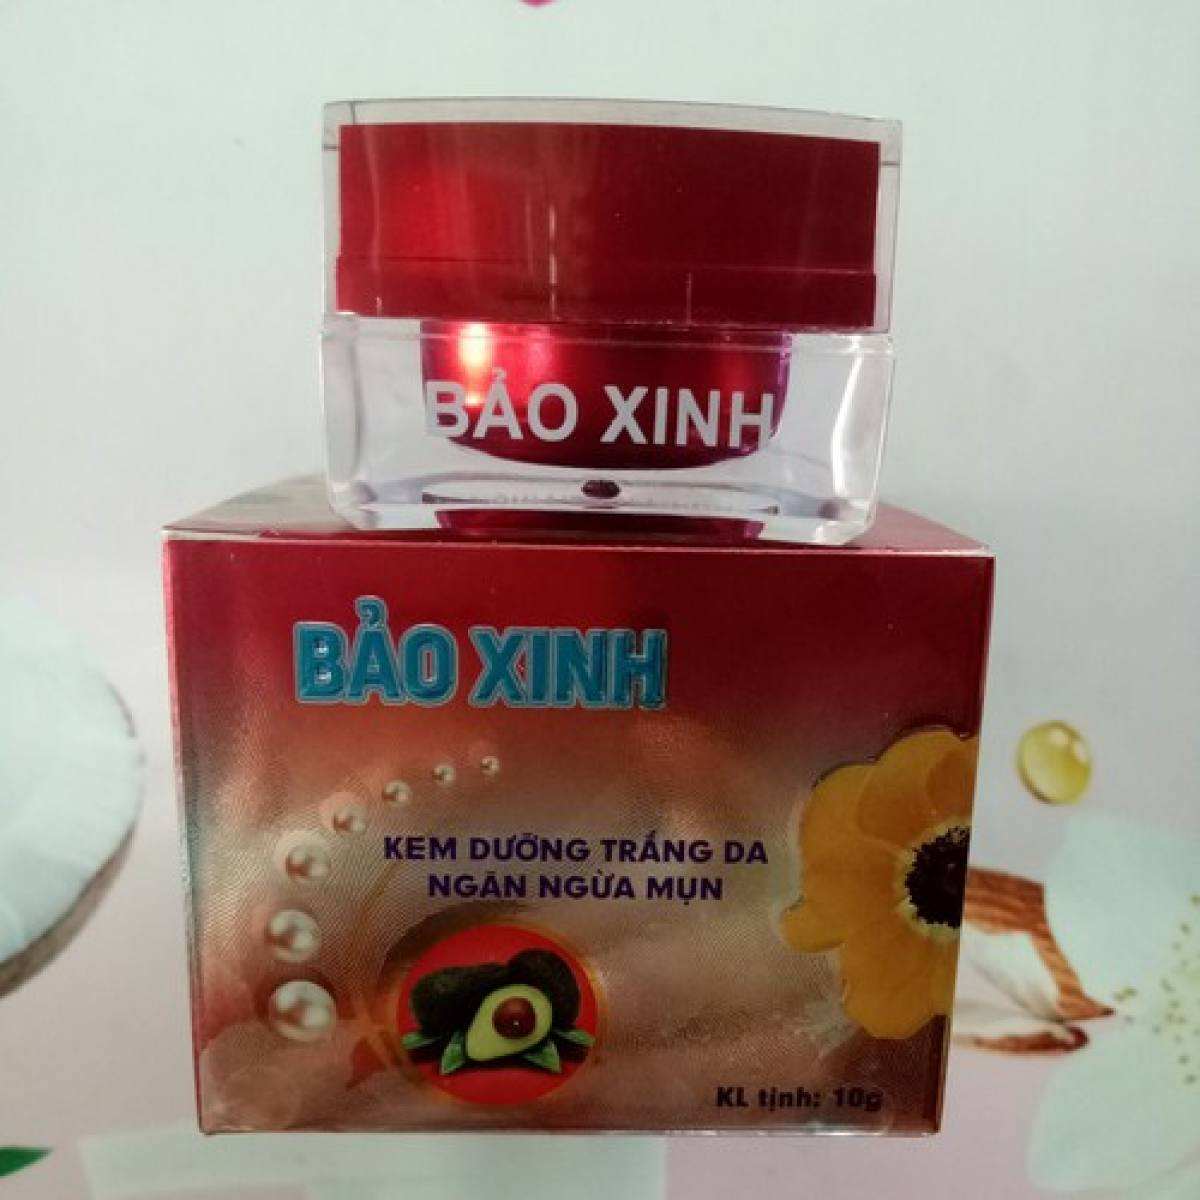 BẢO XINH
BẢO XINH
KEM DƯỠNG TRẮNG DA
NGĂN NGỪA MỤN
KL tịnh: 10g